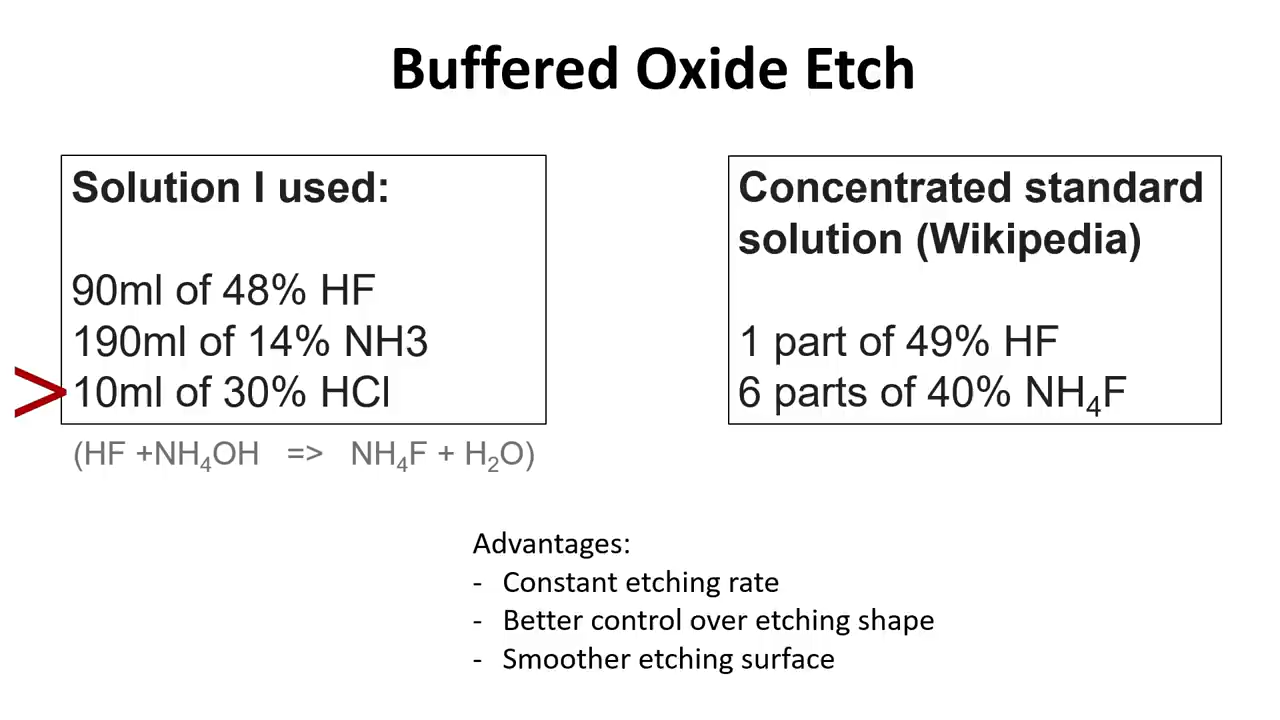 Buffered Oxide Etch
Solution I used:
90ml of 48% HF
190ml of 14% NH3
> 10ml of 30% HCl
(HF +NH₄OH => NH₄F + H₂O)
Concentrated standard
solution (Wikipedia)
1 part of 49% HF
6 parts of 40% NH₄F
Advantages:
- Constant etching rate
- Better control over etching shape
- Smoother etching surface